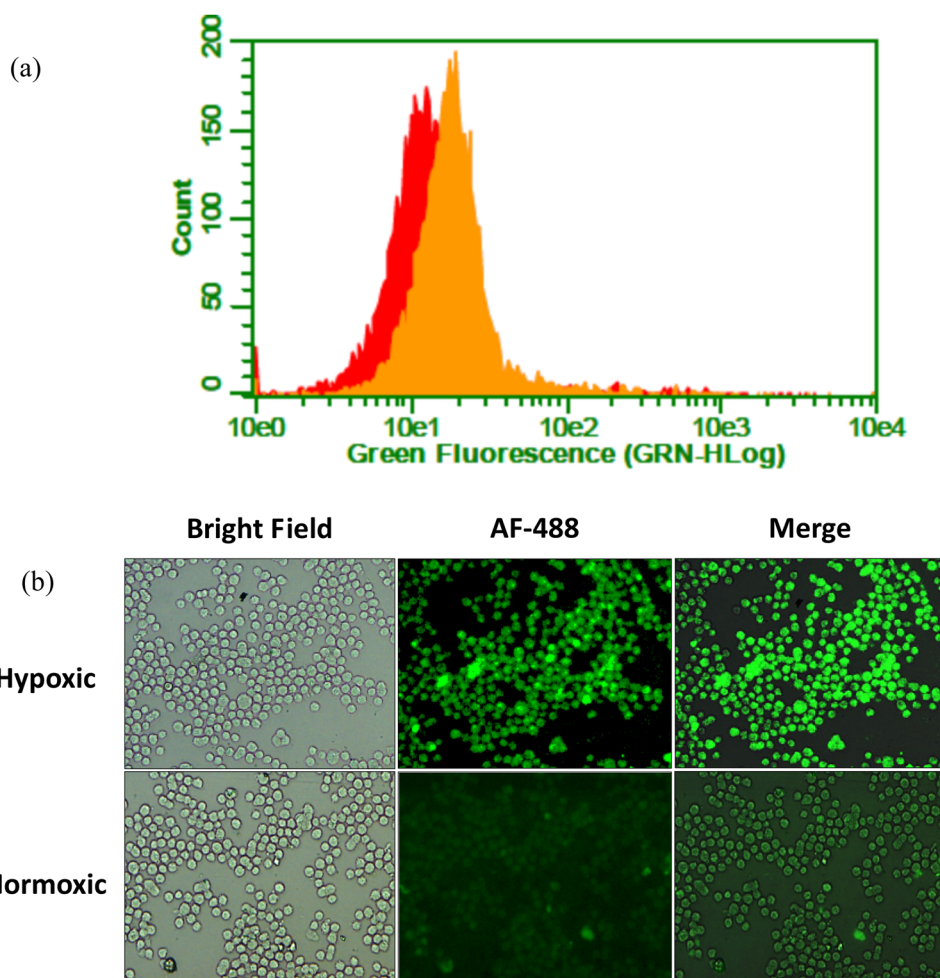 (a)
200
150
100
50
0
Count
10e0 10e1 10e2 10e3 10e4
Green Fluorescence (GRN-HLog)
Bright Field AF-488 Merge
(b)
Hypoxic
Normoxic